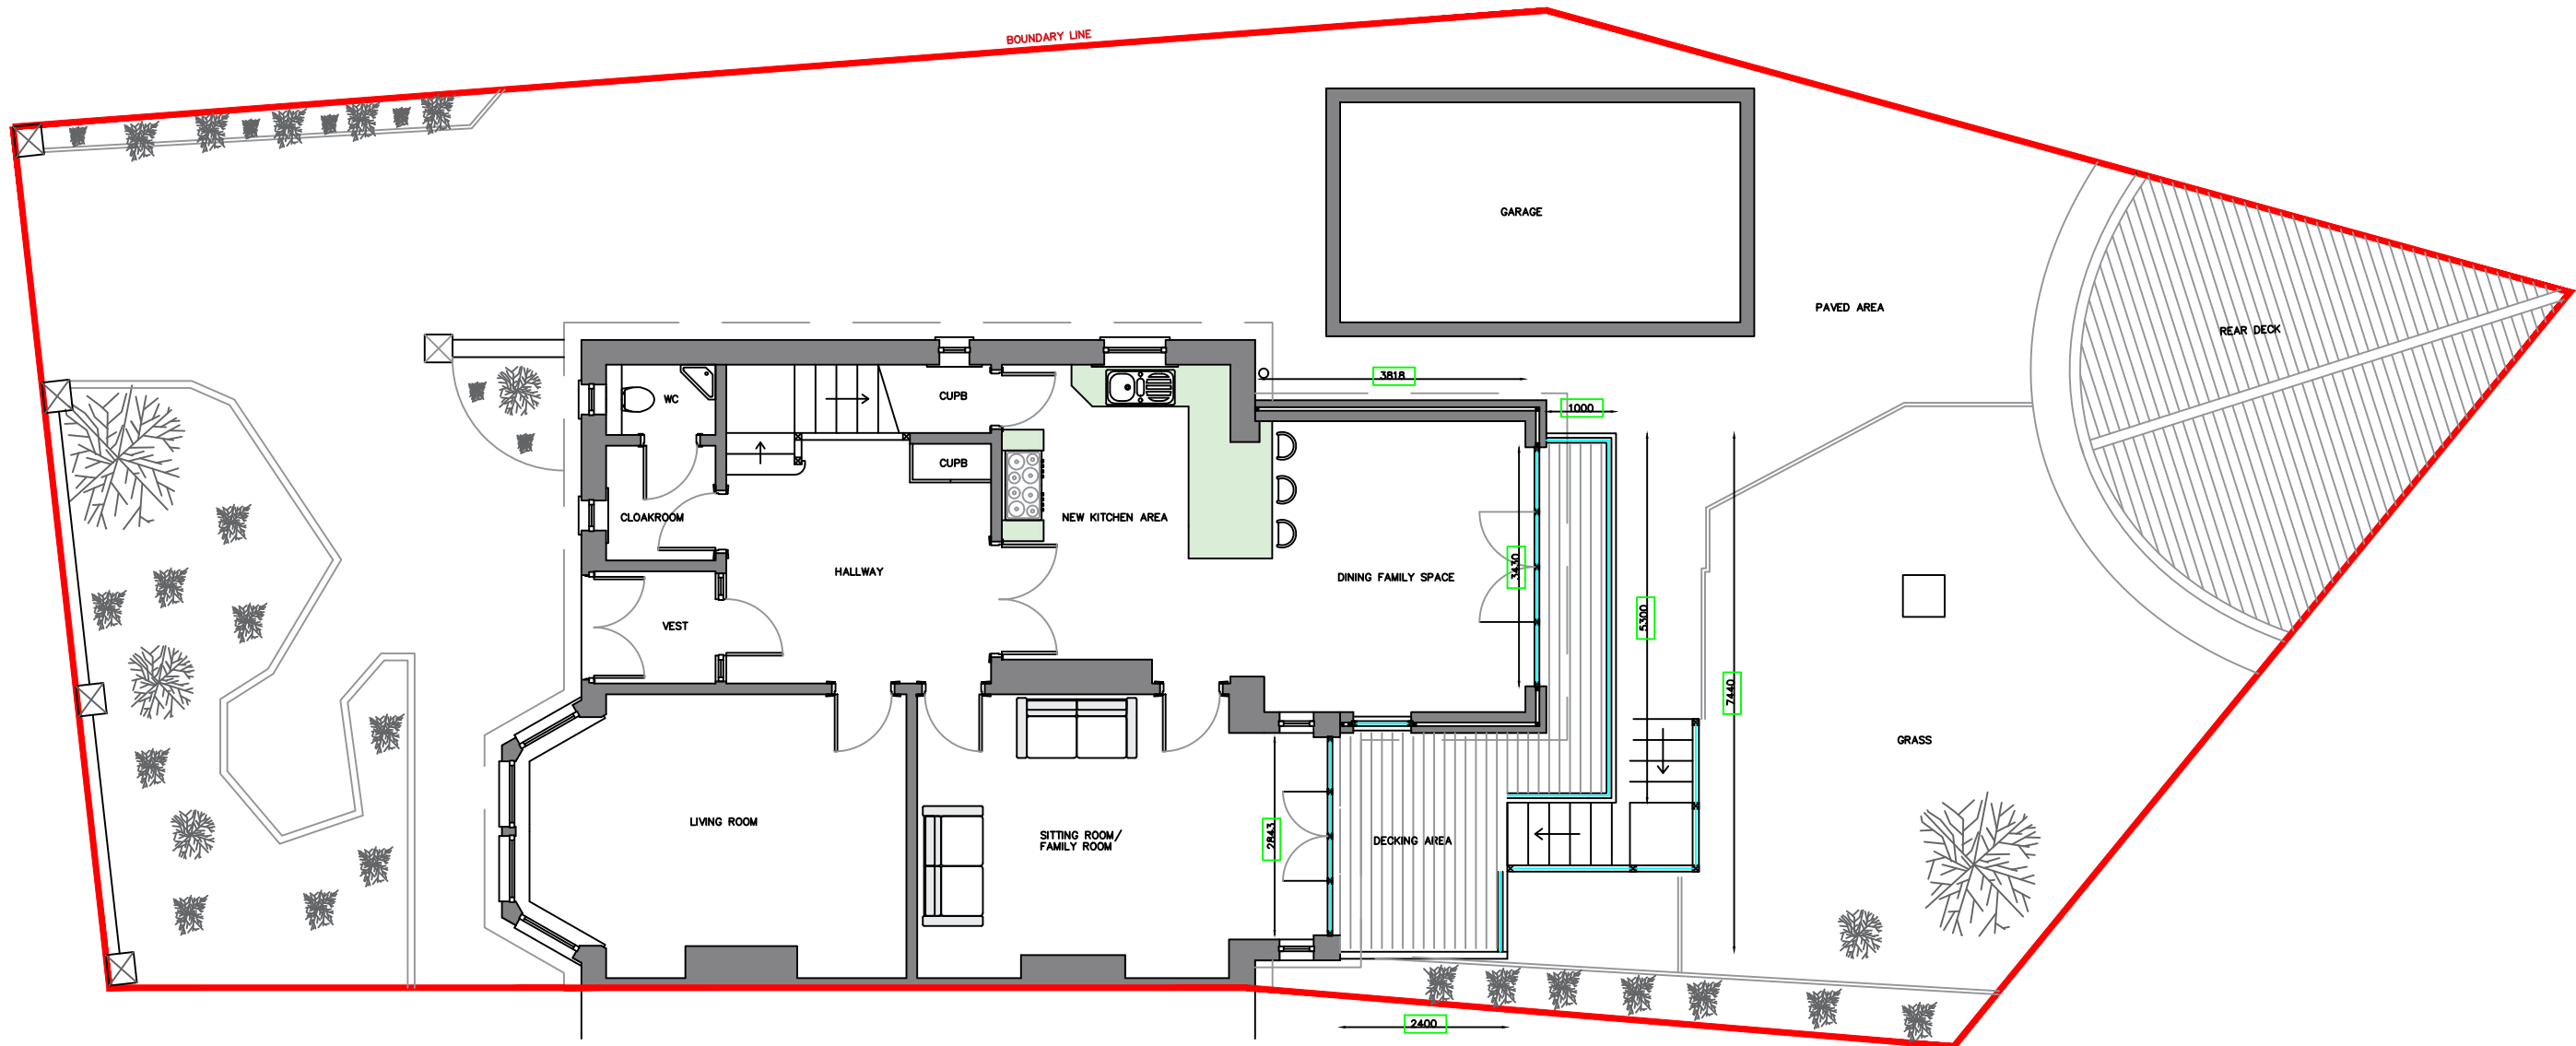 BOUNDARY LINE
GARAGE
PAVED AREA
REAR DECK
3818
1000
WC
CUPB
CUPB
CLOAKROOM
NEW KITCHEN AREA
HALLWAY
DINING FAMILY SPACE
3430
5300
VEST
7440
GRASS
LIVING ROOM
SITTING ROOM/
FAMILY ROOM
2843
DECKING AREA
2400